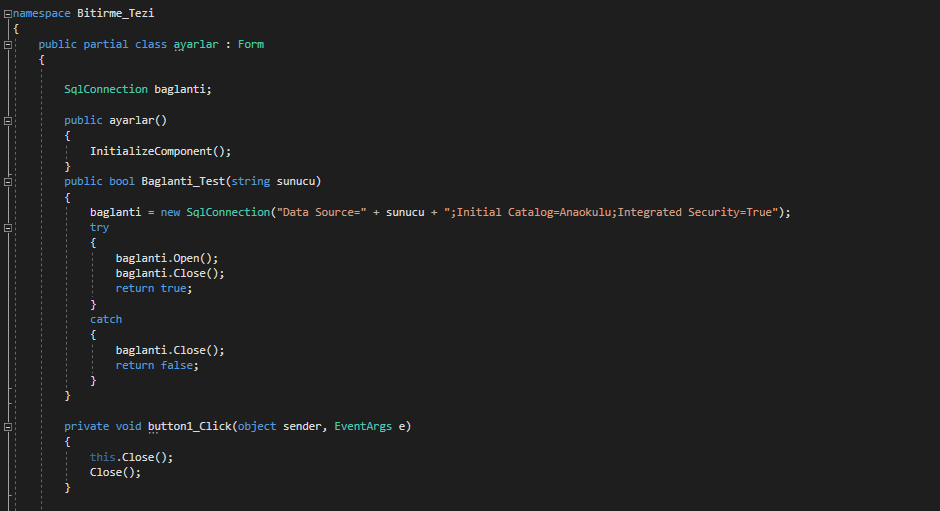 namespace Bitirme_Tezi
{
public partial class ayarlar : Form
{
SqlConnection baglanti;
public ayarlar()
{
InitializeComponent();
}
public bool Baglanti_Test(string sunucu)
{
baglanti = new SqlConnection("Data Source=" + sunucu + ";Initial Catalog=Anaokulu;Integrated Security=True");
try
{
baglanti.Open();
baglanti.Close();
return true;
}
catch
{
baglanti.Close();
return false;
}
}
private void button1_Click(object sender, EventArgs e)
{
this.Close();
Close();
}